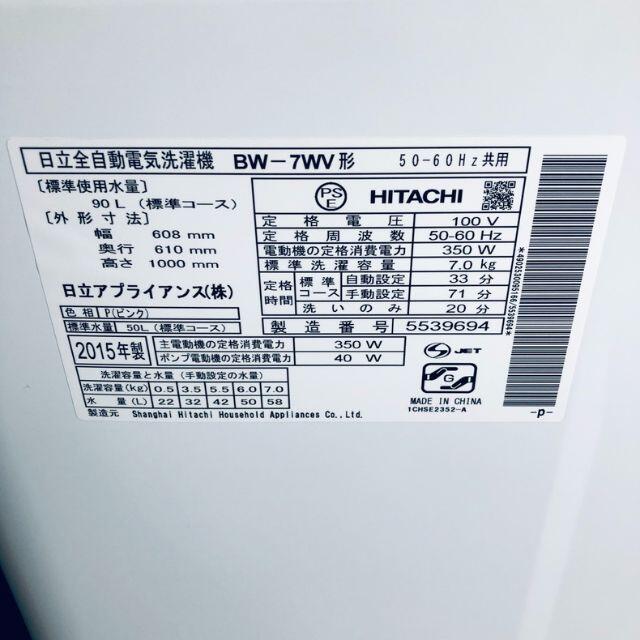 日立全自動電気洗濯機 BW-7WV形 50-60Hz共用
〔標準使用水量〕
90L (標準コース)
〔外形寸法〕
幅 608 mm
奥行 610 mm
高さ 1000 mm
日立アプライアンス(株)
色相 P(ピンク)
標準水量 50L (標準コース)
PSE HITACHI
定格電圧 100 V
定格周波数 50-60 Hz
電動機の定格消費電力 350 W
標準洗濯容量 7.0 kg
定格時間 標準コース 自動設定 33 分
手動設定 71 分
洗いのみ 20 分
製造番号 5539694
2015年製
主電動機の定格消費電力 350 W
ポンプ電動機の定格消費電力 40 W
洗濯容量と水量 (手動設定の水量)
洗濯容量(kg) 0.5 3.5 5.5 6.0 7.0
水量(L) 22 32 42 50 58
製造元 Shanghai Hitachi Household Appliances Co.,Ltd.
S JET
G
MADE IN CHINA
1CHSE2352-A
-P-